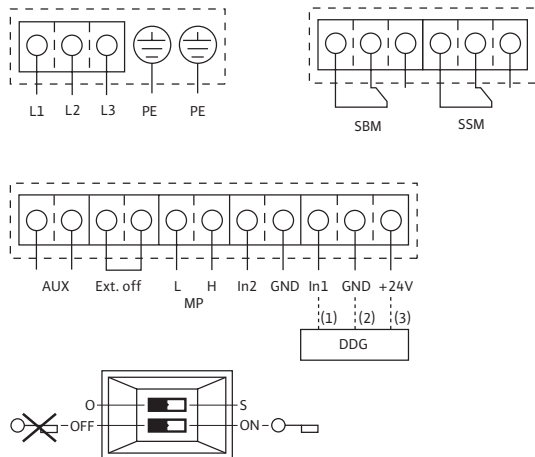 L1 L2 L3 PE PE
SBM SSM
AUX Ext. off L H In2 GND In1 GND +24V
MP
(1) (2) (3)
DDG
O S
OFF ON